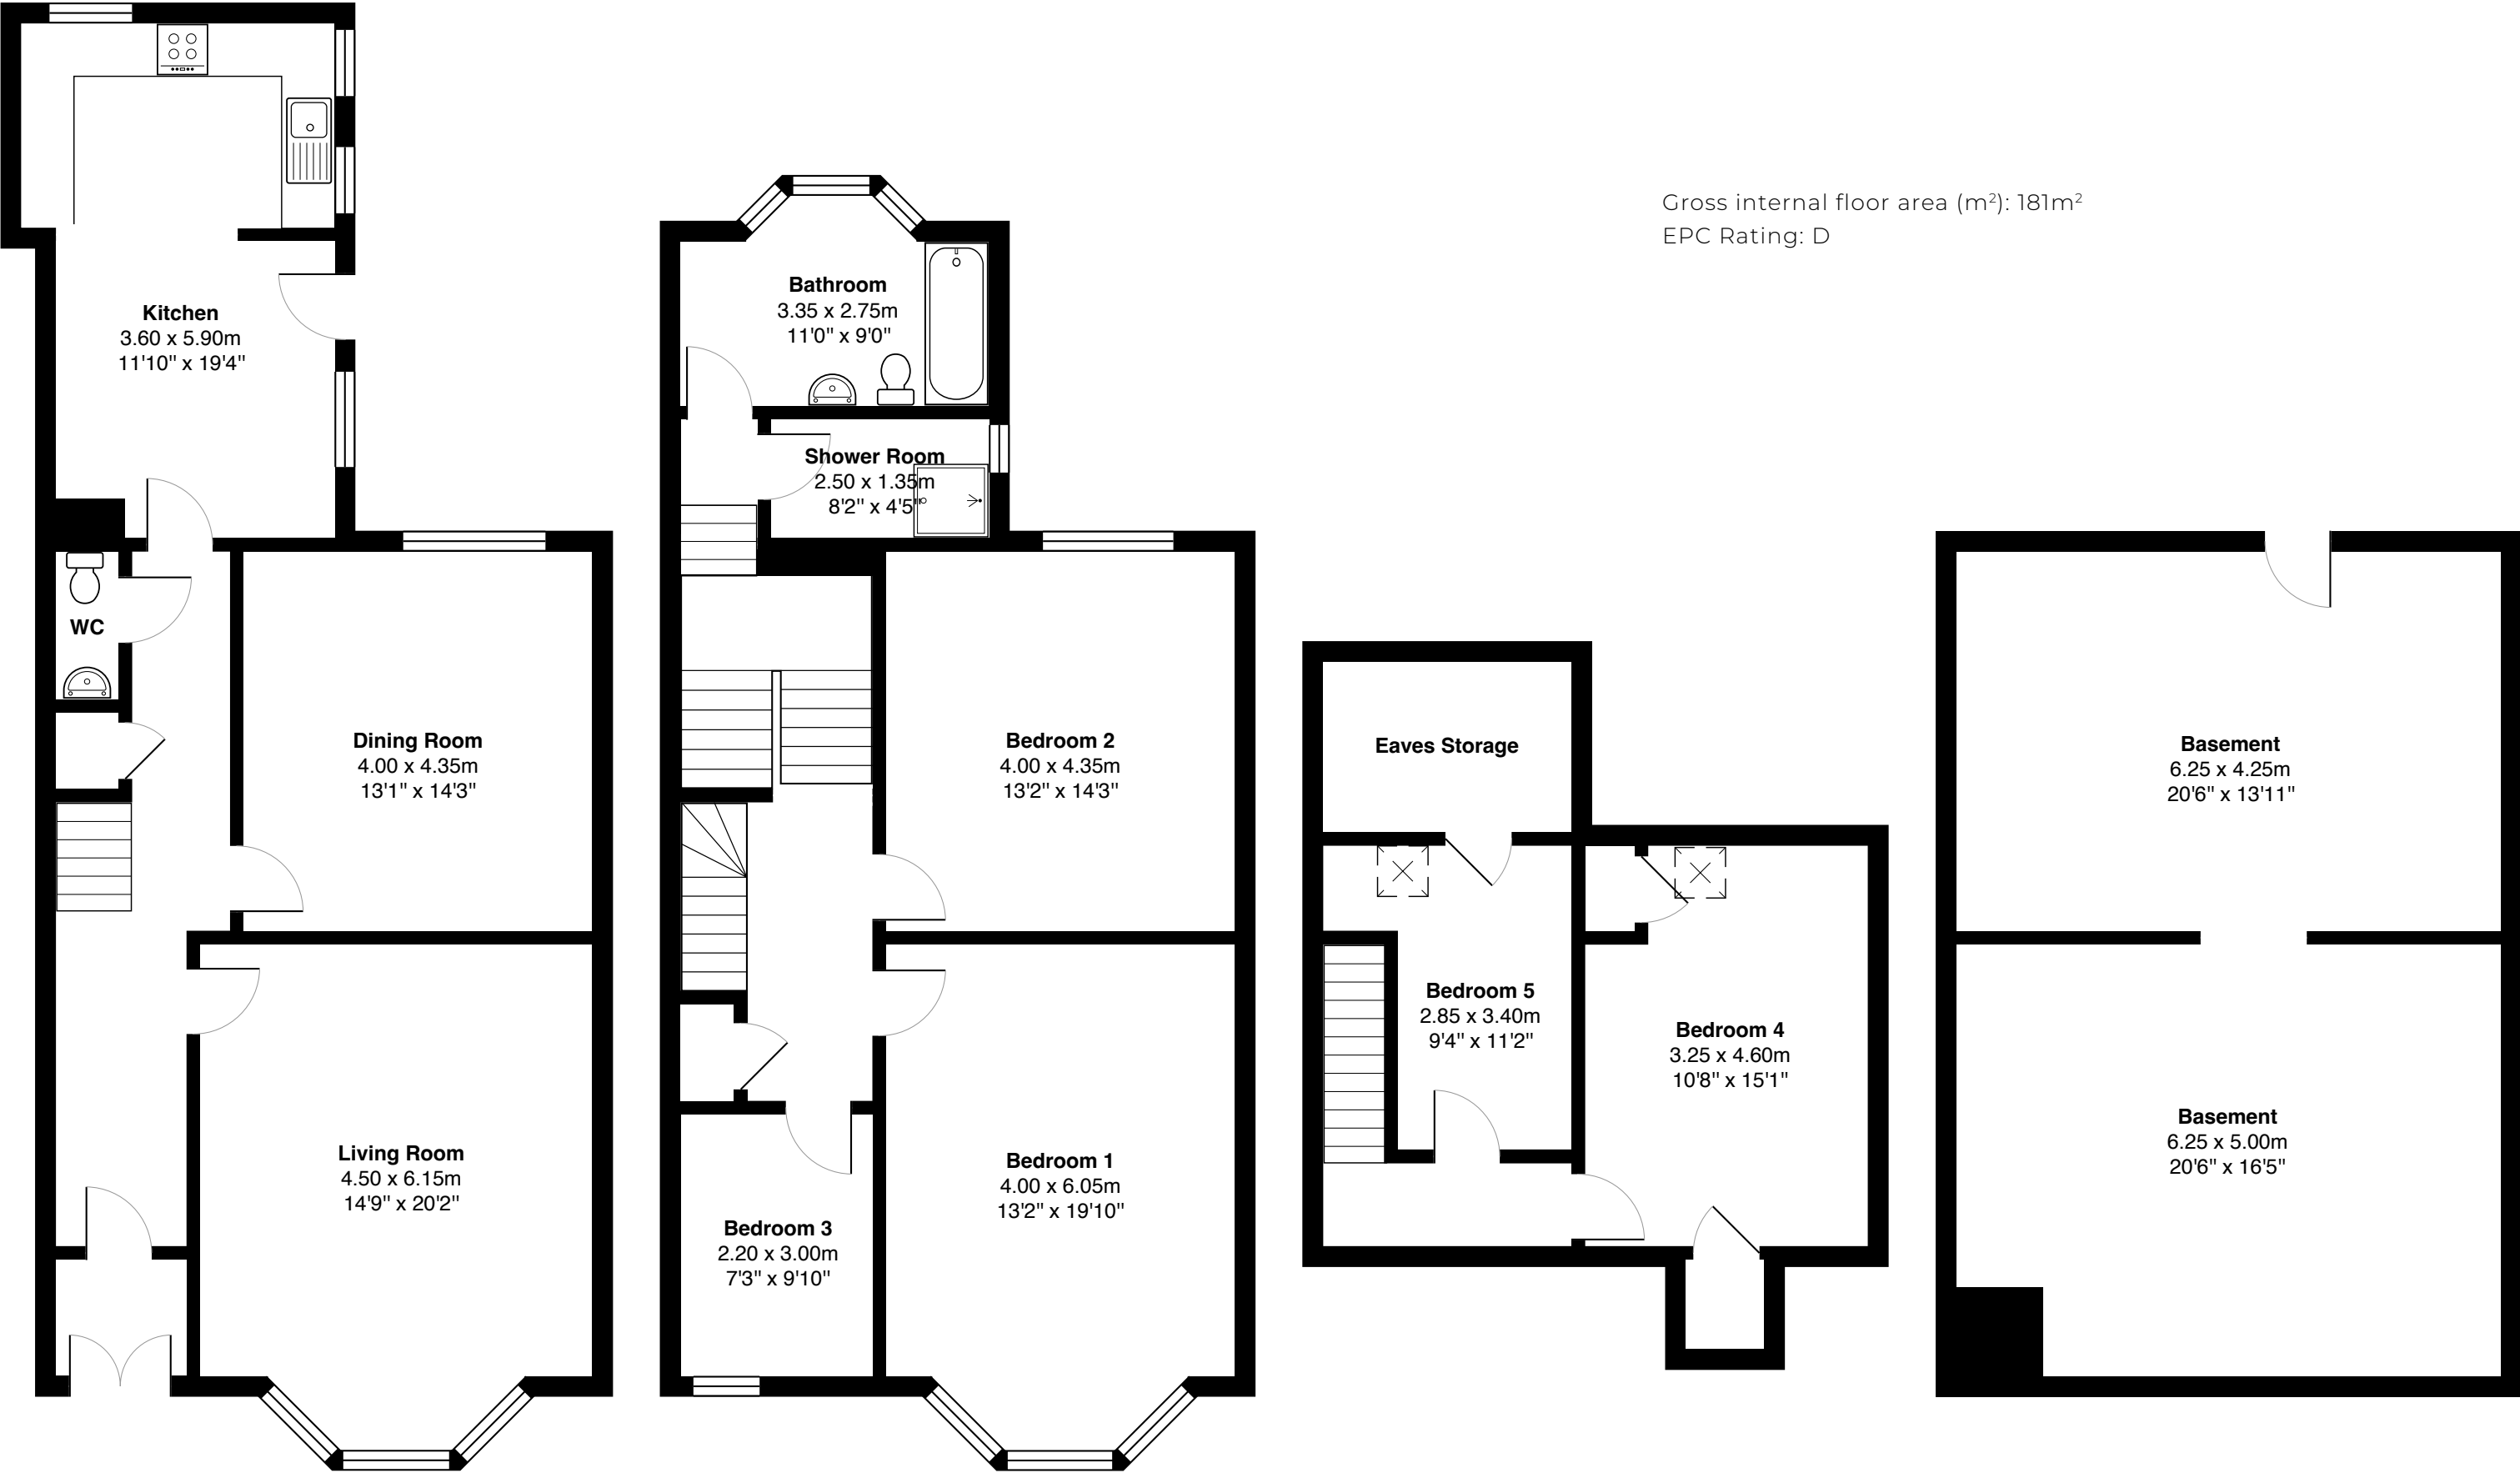 Gross internal floor area (m²): 181m²
EPC Rating: D
Kitchen
3.60 x 5.90m
11'10" x 19'4"
WC
Dining Room
4.00 x 4.35m
13'1" x 14'3"
Living Room
4.50 x 6.15m
14'9" x 20'2"
Bathroom
3.35 x 2.75m
11'0" x 9'0"
Shower Room
2.50 x 1.35m
8'2" x 4'5"
Bedroom 2
4.00 x 4.35m
13'2" x 14'3"
Bedroom 1
4.00 x 6.05m
13'2" x 19'10"
Bedroom 3
2.20 x 3.00m
7'3" x 9'10"
Eaves Storage
Bedroom 5
2.85 x 3.40m
9'4" x 11'2"
Bedroom 4
3.25 x 4.60m
10'8" x 15'1"
Basement
6.25 x 4.25m
20'6" x 13'11"
Basement
6.25 x 5.00m
20'6" x 16'5"